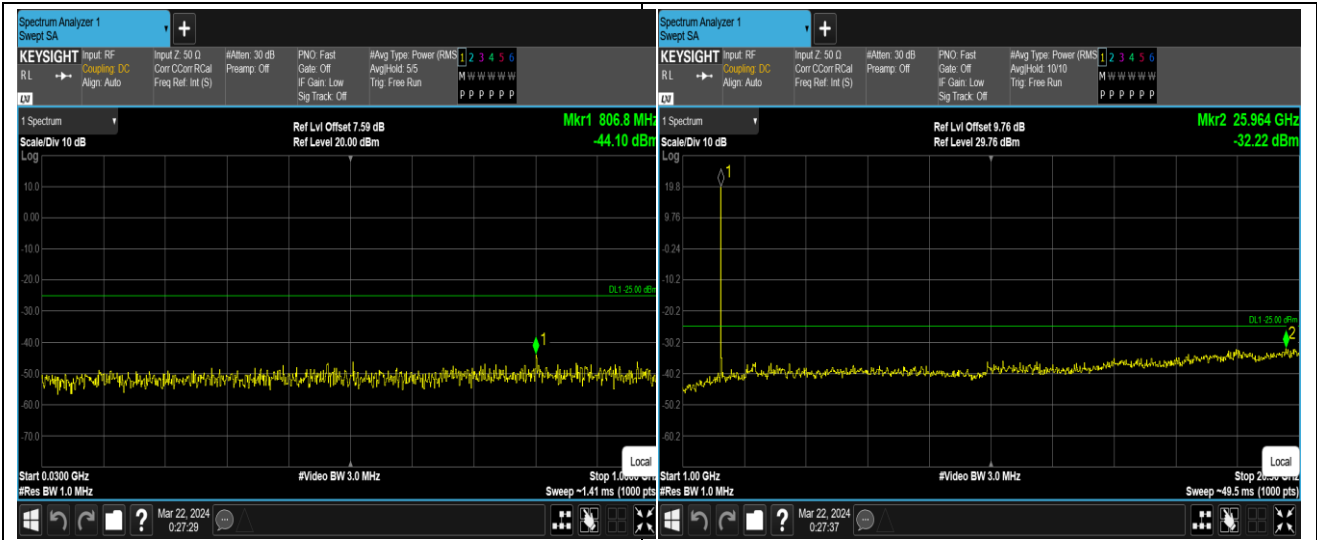 Spectrum Analyzer 1
Swept SA
+
KEYSIGHT
RL
LXI
Input: RF
Coupling: DC
Align: Auto
Input Z: 50 Ω
Corr CCorr RCal
Freq Ref: Int (S)
#Atten: 30 dB
Preamp: Off
PNO: Fast
Gate: Off
IF Gain: Low
Sig Track: Off
#Avg Type: Power (RMS
Avg|Hold: 5/5
Trig: Free Run
1 2 3 4 5 6
M W W W W W
P P P P P P
1 Spectrum
Scale/Div 10 dB
Log
Ref Lvl Offset 7.59 dB
Ref Level 20.00 dBm
Mkr1 806.8 MHz
-44.10 dBm
10.0
0.00
-10.0
-20.0
DL1 -25.00 dBm
-30.0
-40.0
1
-50.0
-60.0
-70.0
Local
Start 0.0300 GHz
#Video BW 3.0 MHz
Stop 1.0000 GHz
#Res BW 1.0 MHz
Sweep ~1.41 ms (1000 pts)
?
Mar 22, 2024
0:27:29
Spectrum Analyzer 1
Swept SA
+
KEYSIGHT
RL
LXI
Input: RF
Coupling: DC
Align: Auto
Input Z: 50 Ω
Corr CCorr RCal
Freq Ref: Int (S)
#Atten: 30 dB
Preamp: Off
PNO: Fast
Gate: Off
IF Gain: Low
Sig Track: Off
#Avg Type: Power (RMS
Avg|Hold: 10/10
Trig: Free Run
1 2 3 4 5 6
M W W W W W
P P P P P P
1 Spectrum
Scale/Div 10 dB
Log
Ref Lvl Offset 9.76 dB
Ref Level 29.76 dBm
Mkr2 25.964 GHz
-32.22 dBm
1
19.8
9.76
-0.24
-10.2
-20.2
DL1 -25.00 dBm
2
-30.2
-40.2
-50.2
-60.2
Local
Start 1.00 GHz
#Video BW 3.0 MHz
Stop
#Res BW 1.0 MHz
Sweep ~49.5 ms (1000 pts)
?
Mar 22, 2024
0:27:37